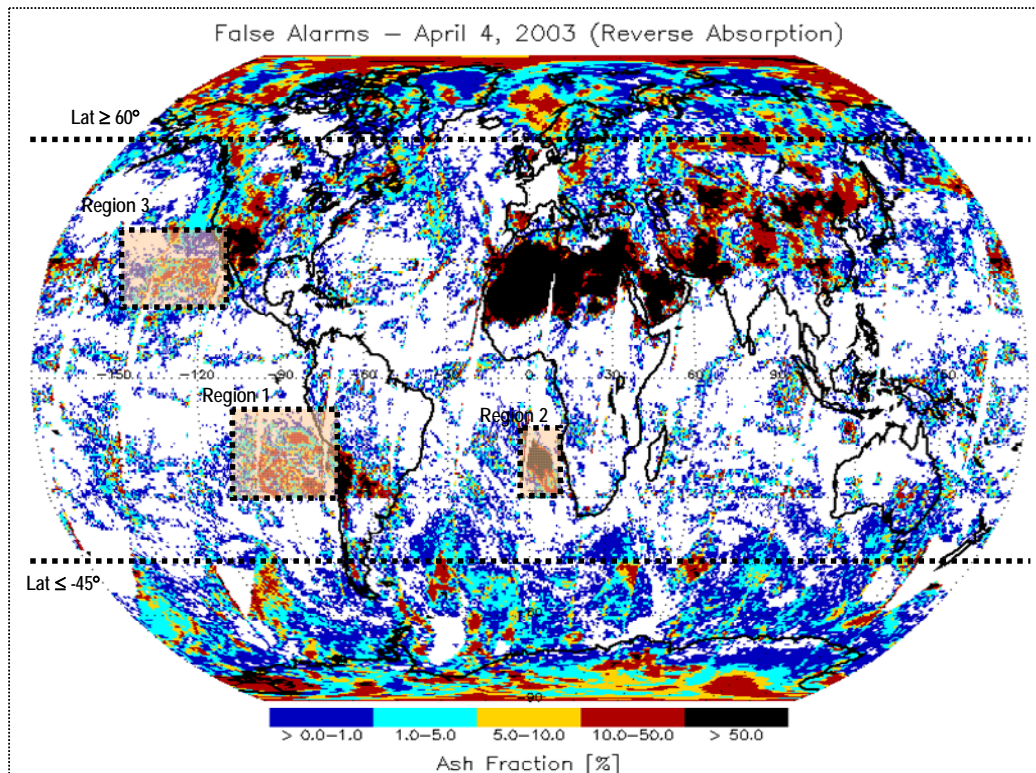 False Alarms – April 4, 2003 (Reverse Absorption)
Lat ≥ 60°
Region 3
-150 -120 -90 -60 0 30 60 90
Region 1
Region 2
Lat ≤ -45°
-90
> 0.0-1.0 1.0-5.0 5.0-10.0 10.0-50.0 > 50.0
Ash Fraction [%]